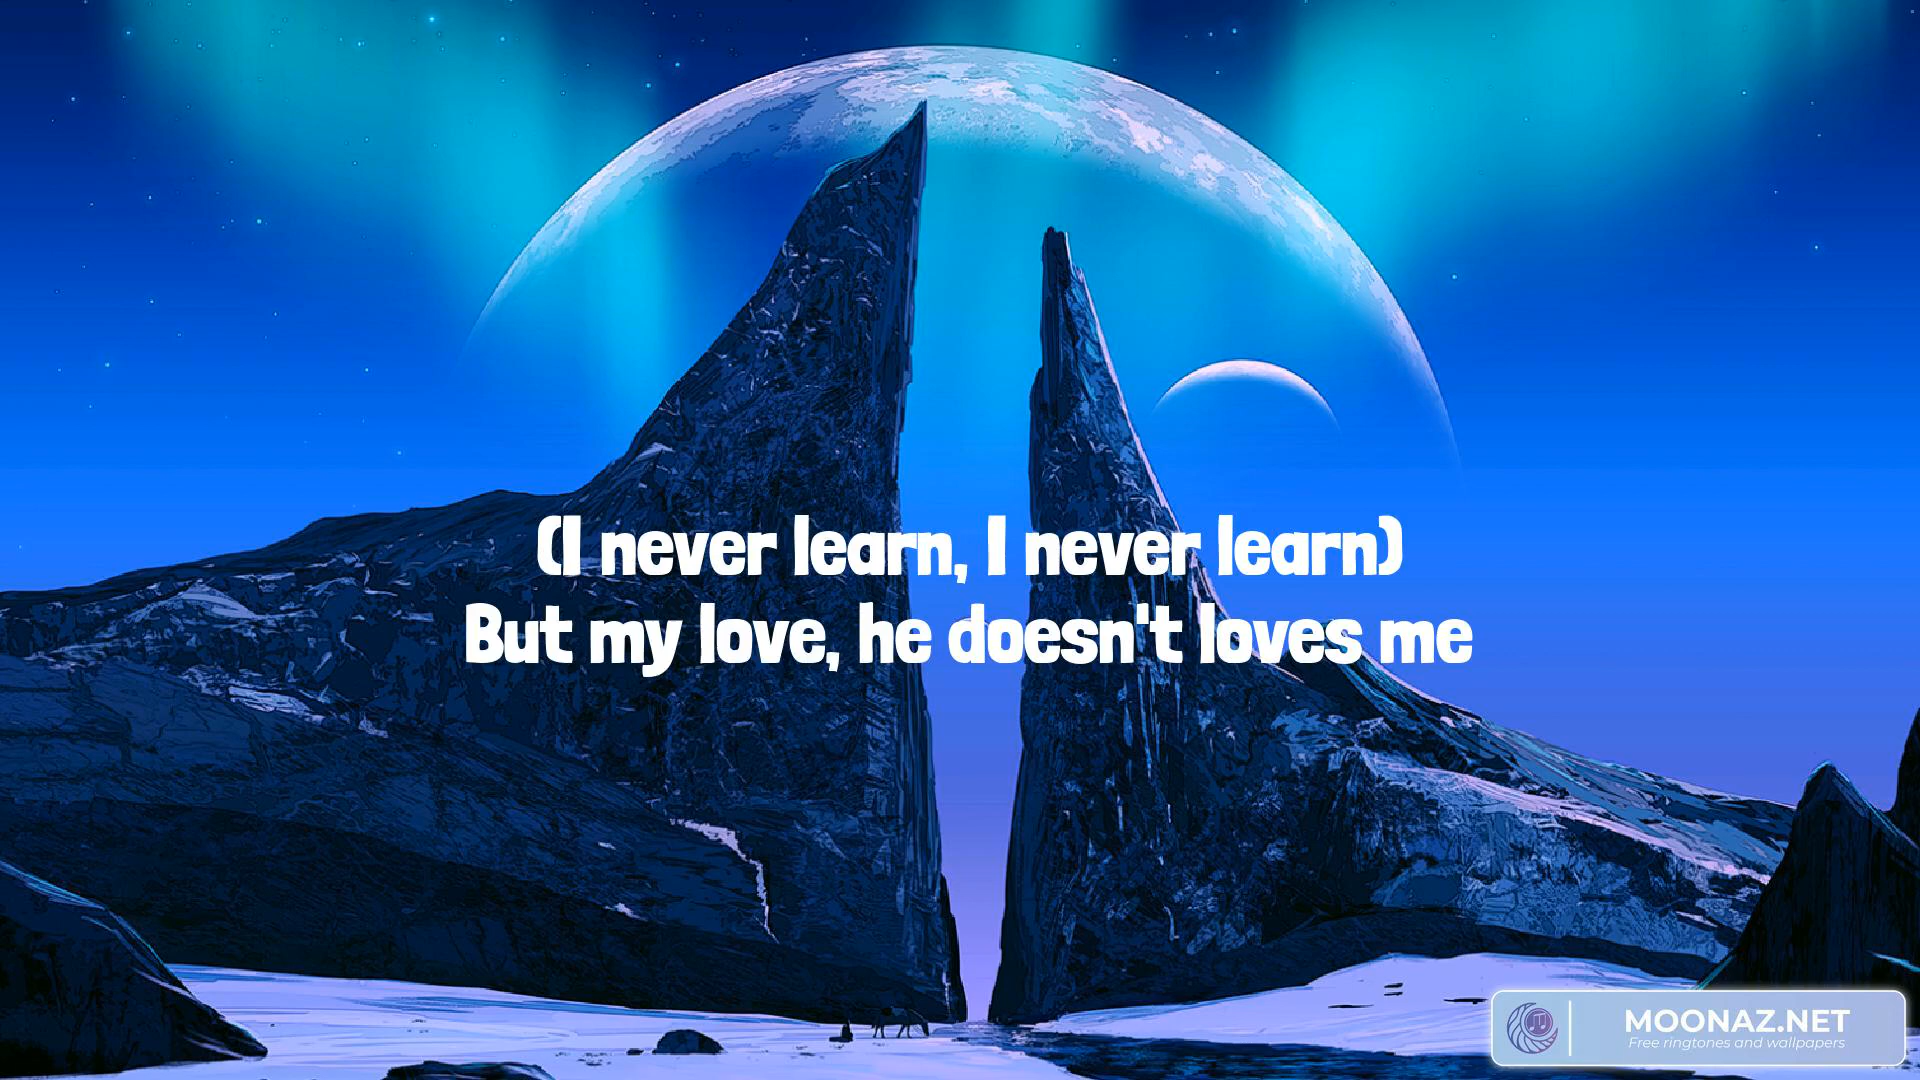 (I never learn, I never learn)
But my love, he doesn't loves me
MOONAZ.NET
Free ringtones and wallpapers